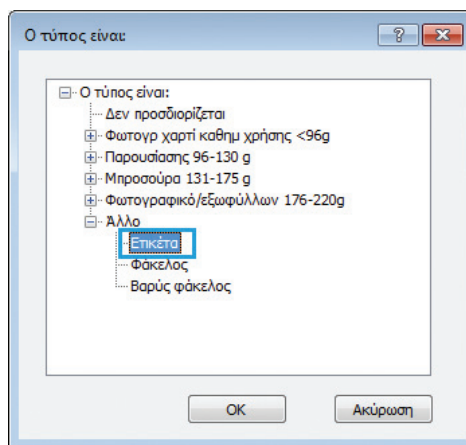 Ο τύπος είναι:
Ο τύπος είναι:
Δεν προσδιορίζεται
Φωτογρ χαρτί καθημ χρήσης <96g
Παρουσίασης 96-130 g
Μπροσούρα 131-175 g
Φωτογραφικό/εξωφύλλων 176-220g
Άλλο
Ετικέτα
Φάκελος
Βαρύς φάκελος
OK
Ακύρωση